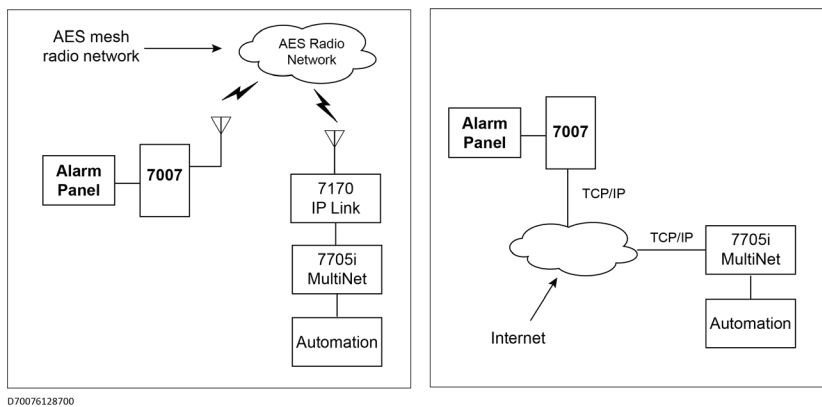 AES mesh
radio network
AES Radio
Network
Alarm
Panel
7007
7170
IP Link
7705i
MultiNet
Automation
Alarm
Panel
7007
TCP/IP
TCP/IP
7705i
MultiNet
Internet
Automation
D70076128700